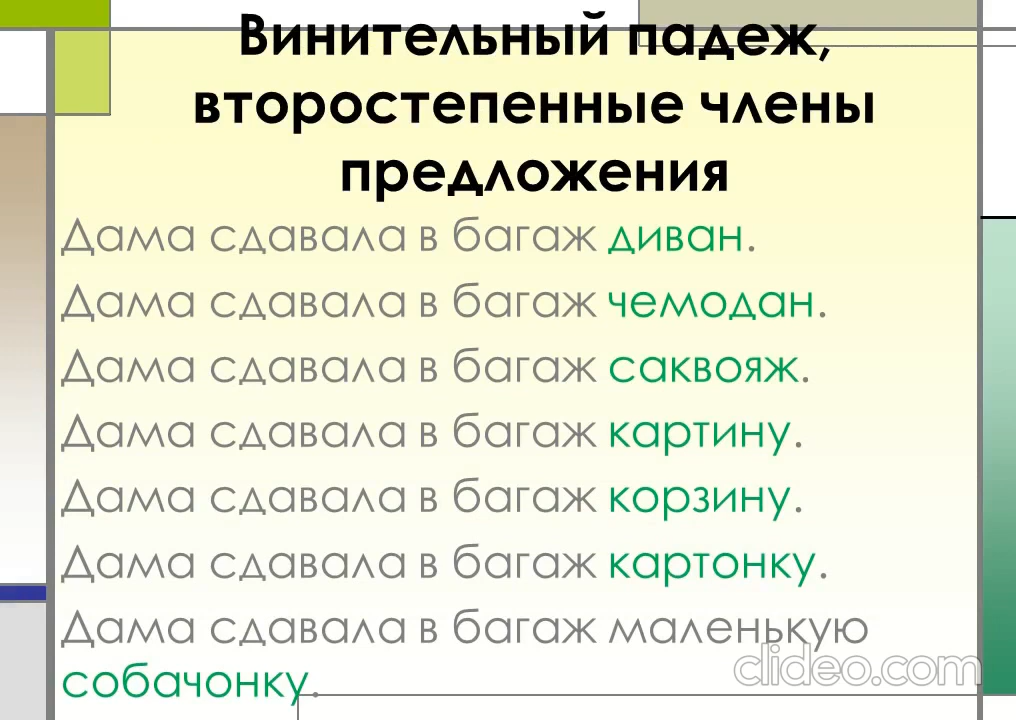 Винительный падеж,
второстепенные члены
предложения
Дама сдавала в багаж диван.
Дама сдавала в багаж чемодан.
Дама сдавала в багаж саквояж.
Дама сдавала в багаж картину.
Дама сдавала в багаж корзину.
Дама сдавала в багаж картонку.
Дама сдавала в багаж маленькую
собачонку.
clideo.com